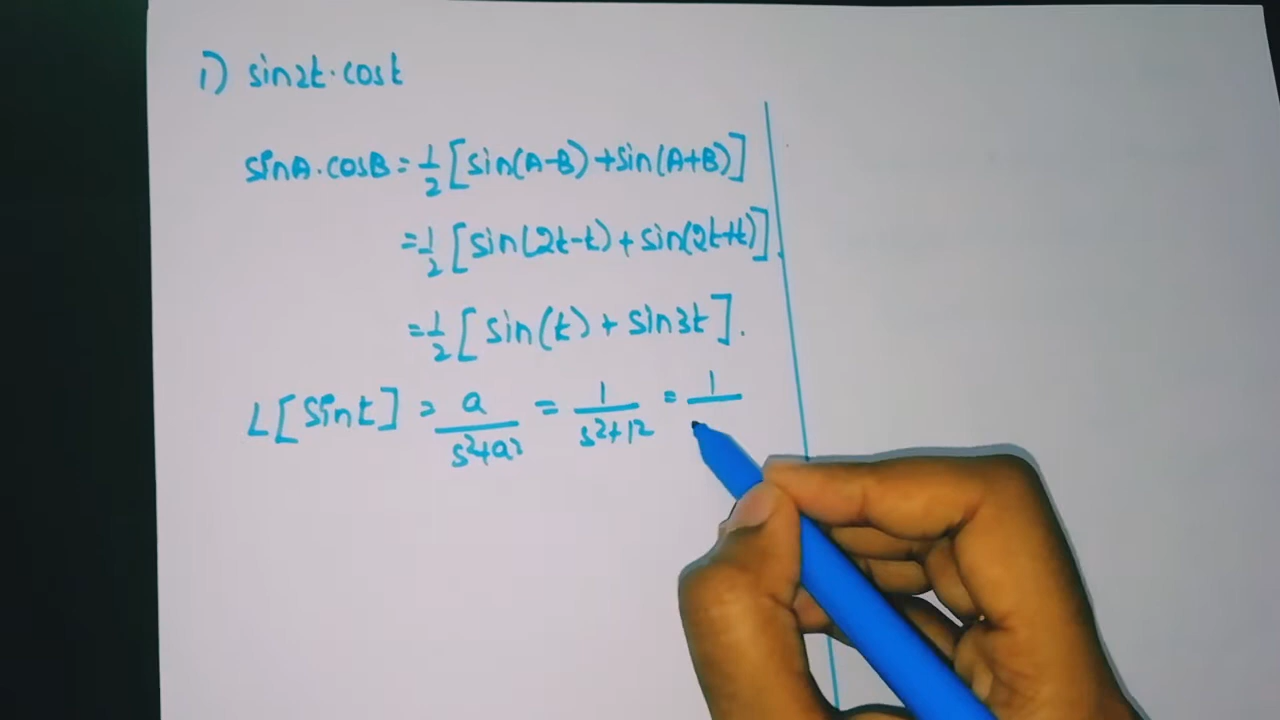 i) sin2t·cost
sinA·cosB = 1/2 [sin(A-B) + sin(A+B)]
= 1/2 [sin(2t-t) + sin(2t+t)].
= 1/2 [sin(t) + sin3t].
L[sint] = a/s²+a² = 1/s²+1² = 1/